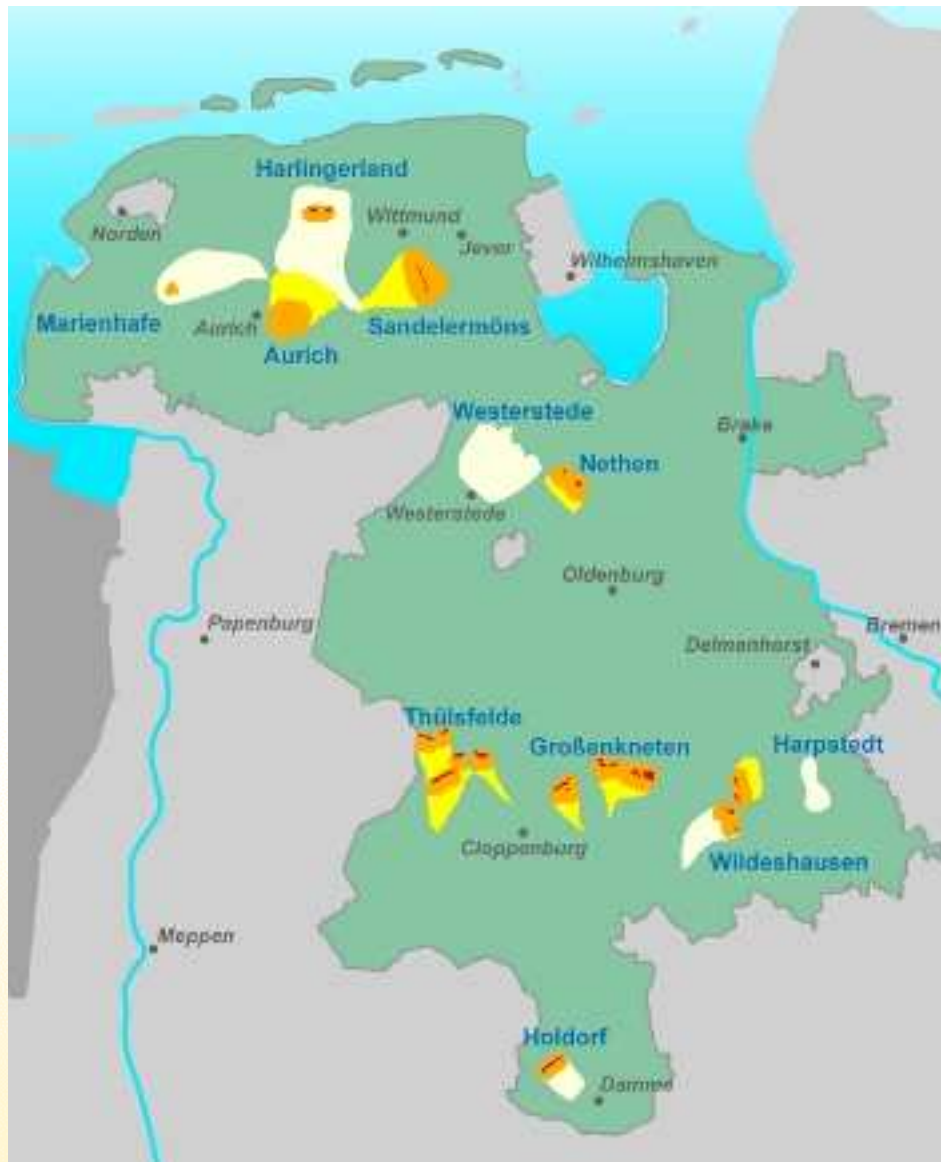 Harlingerland
Wittmund
Norden
Jever
Wilhelmshaven
Marienhafe
Aurich
Sandelermöns
Aurich
Westerstede
Brake
Nethen
Westerstede
Oldenburg
Papenburg
Bremen
Delmenhorst
Thülsfelde
Großenkneten
Harpstedt
Cloppenburg
Wildeshausen
Meppen
Holdorf
Damme